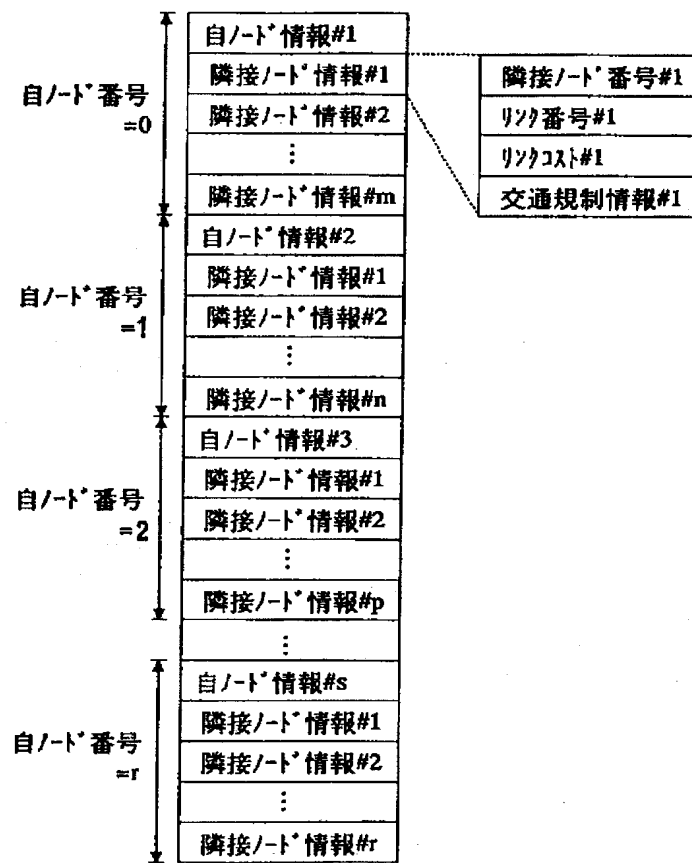 自ﾉｰﾄﾞ番号
=0
自ﾉｰﾄﾞ情報#1
隣接ﾉｰﾄﾞ情報#1
隣接ﾉｰﾄﾞ情報#2
⋮
隣接ﾉｰﾄﾞ情報#m
隣接ﾉｰﾄﾞ番号#1
ﾘﾝｸ番号#1
ﾘﾝｸｺｽﾄ#1
交通規制情報#1
自ﾉｰﾄﾞ番号
=1
自ﾉｰﾄﾞ情報#2
隣接ﾉｰﾄﾞ情報#1
隣接ﾉｰﾄﾞ情報#2
⋮
隣接ﾉｰﾄﾞ情報#n
自ﾉｰﾄﾞ番号
=2
自ﾉｰﾄﾞ情報#3
隣接ﾉｰﾄﾞ情報#1
隣接ﾉｰﾄﾞ情報#2
⋮
隣接ﾉｰﾄﾞ情報#p
⋮
自ﾉｰﾄﾞ番号
=r
自ﾉｰﾄﾞ情報#s
隣接ﾉｰﾄﾞ情報#1
隣接ﾉｰﾄﾞ情報#2
⋮
隣接ﾉｰﾄﾞ情報#r